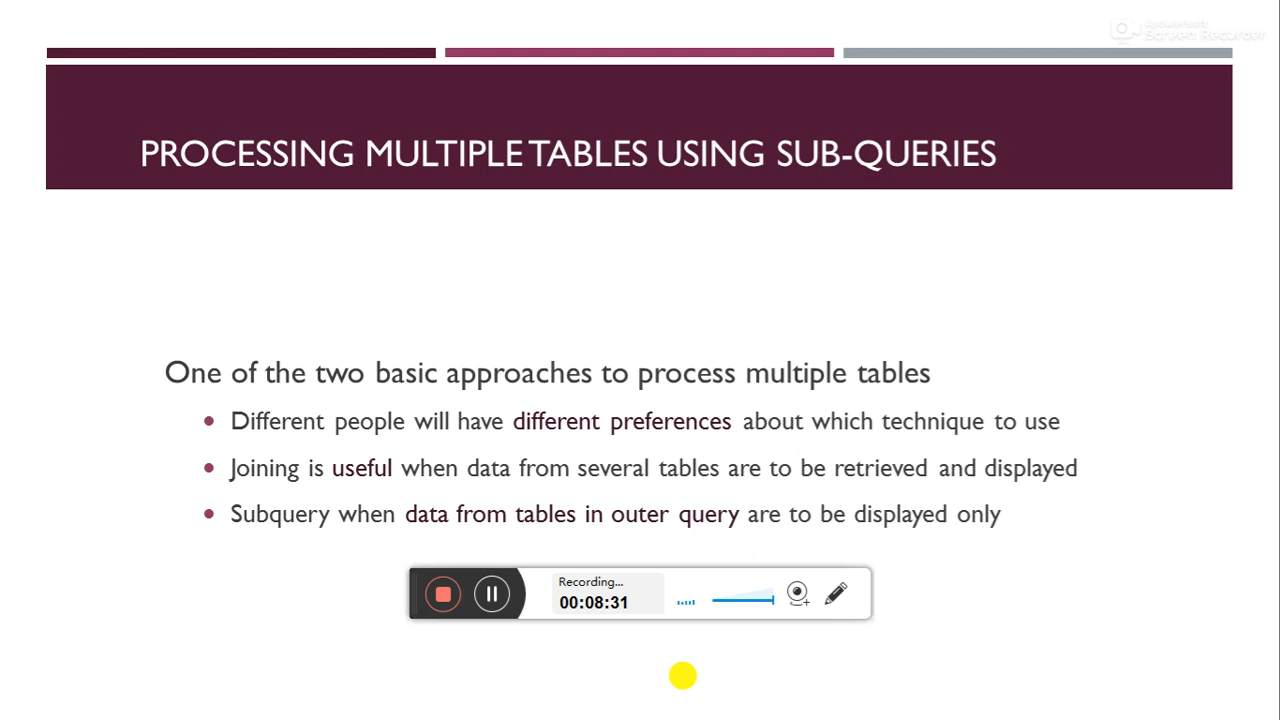 Apowersoft
Screen Recorder
PROCESSING MULTIPLE TABLES USING SUB-QUERIES
One of the two basic approaches to process multiple tables
• Different people will have different preferences about which technique to use
• Joining is useful when data from several tables are to be retrieved and displayed
• Subquery when data from tables in outer query are to be displayed only
Recording...
00:08:31